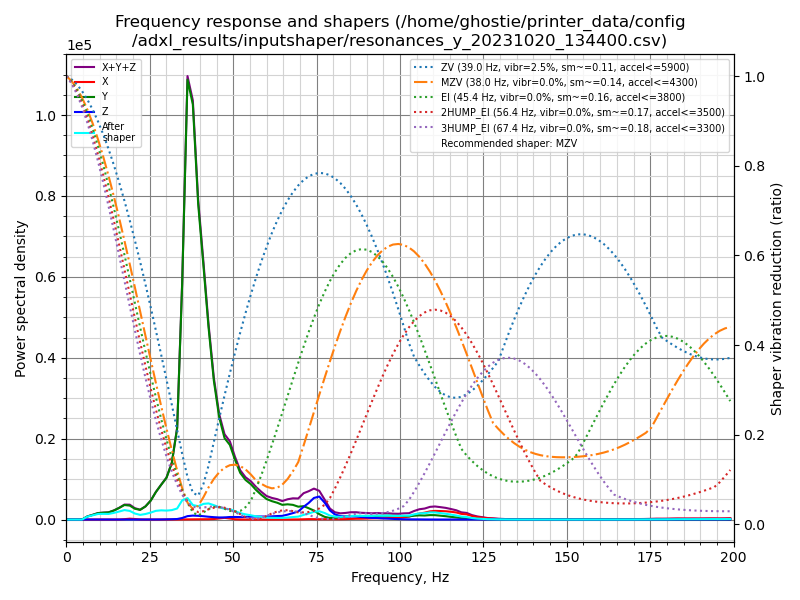 Frequency response and shapers (/home/ghostie/printer_data/config
/adxl_results/inputshaper/resonances_y_20231020_134400.csv)
1e5
X+Y+Z
X
Y
Z
After
shaper
ZV (39.0 Hz, vibr=2.5%, sm~=0.11, accel<=5900)
MZV (38.0 Hz, vibr=0.0%, sm~=0.14, accel<=4300)
EI (45.4 Hz, vibr=0.0%, sm~=0.16, accel<=3800)
2HUMP_EI (56.4 Hz, vibr=0.0%, sm~=0.17, accel<=3500)
3HUMP_EI (67.4 Hz, vibr=0.0%, sm~=0.18, accel<=3300)
Recommended shaper: MZV
Power spectral density
1.0
0.8
0.6
0.4
0.2
0.0
0 25 50 75 100 125 150 175 200
Frequency, Hz
1.0
0.8
0.6
0.4
0.2
0.0
Shaper vibration reduction (ratio)